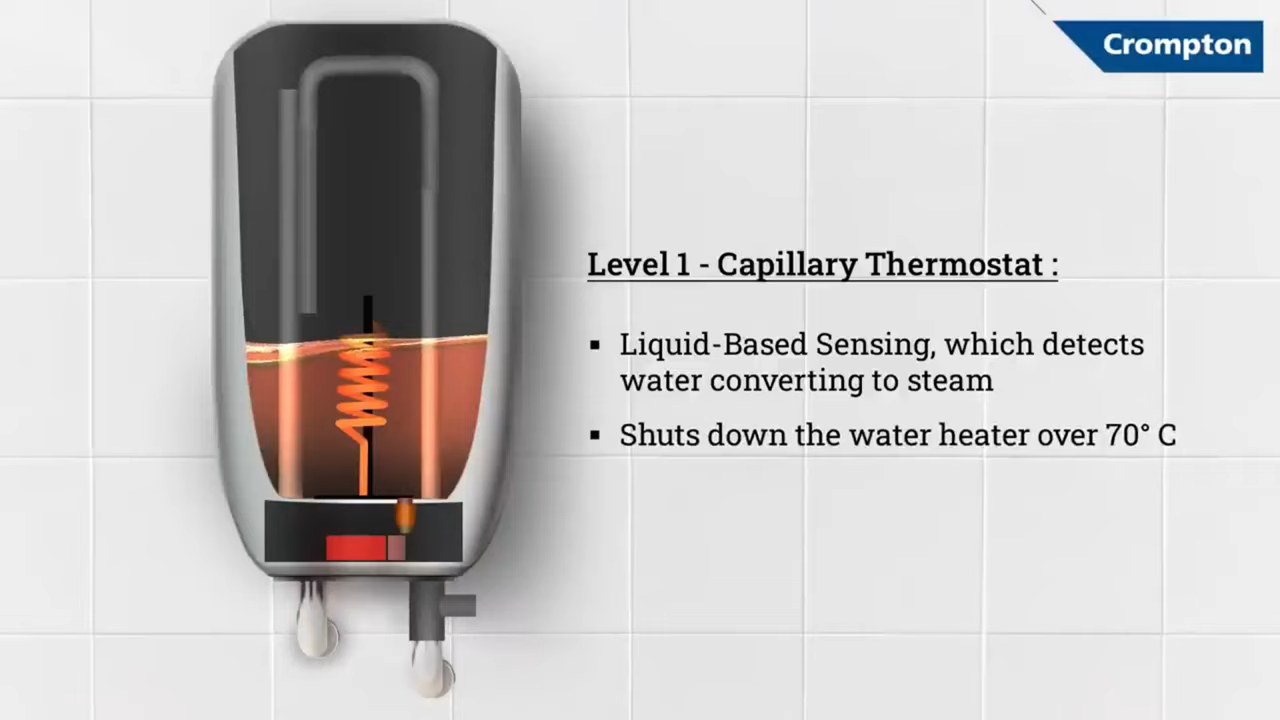 Crompton
Level 1 - Capillary Thermostat :
▪ Liquid-Based Sensing, which detects
water converting to steam
▪ Shuts down the water heater over 70° C